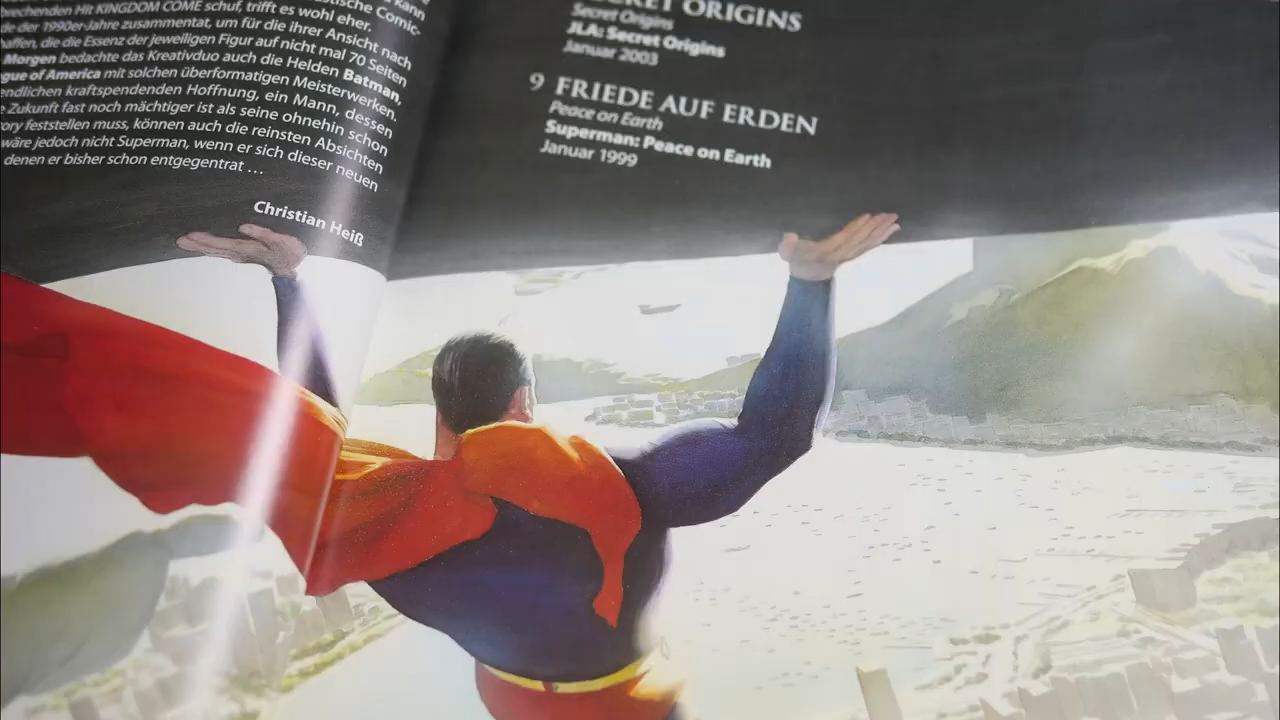 brechenden Hit KINGDOM COME schuf, trifft es wohl eher.
de der 1990er-Jahre zusammentat, um für die ihrer Ansicht nach
haffen, die die Essenz der jeweiligen Figur auf nicht mal 70 Seiten
Morgen bedachte das Kreativduo auch die Helden Batman,
gue of America mit solchen überformatigen Meisterwerken.
endlichen kraftspendenden Hoffnung, ein Mann, dessen
e Zukunft fast noch mächtiger ist als seine ohnehin schon
ory feststellen muss, können auch die reinsten Absichten
wäre jedoch nicht Superman, wenn er sich dieser neuen
denen er bisher schon entgegentrat ...
Christian Heiß
ORIGINS
Secret Origins
JLA: Secret Origins
Januar 2003
9 FRIEDE AUF ERDEN
Peace on Earth
Superman: Peace on Earth
Januar 1999